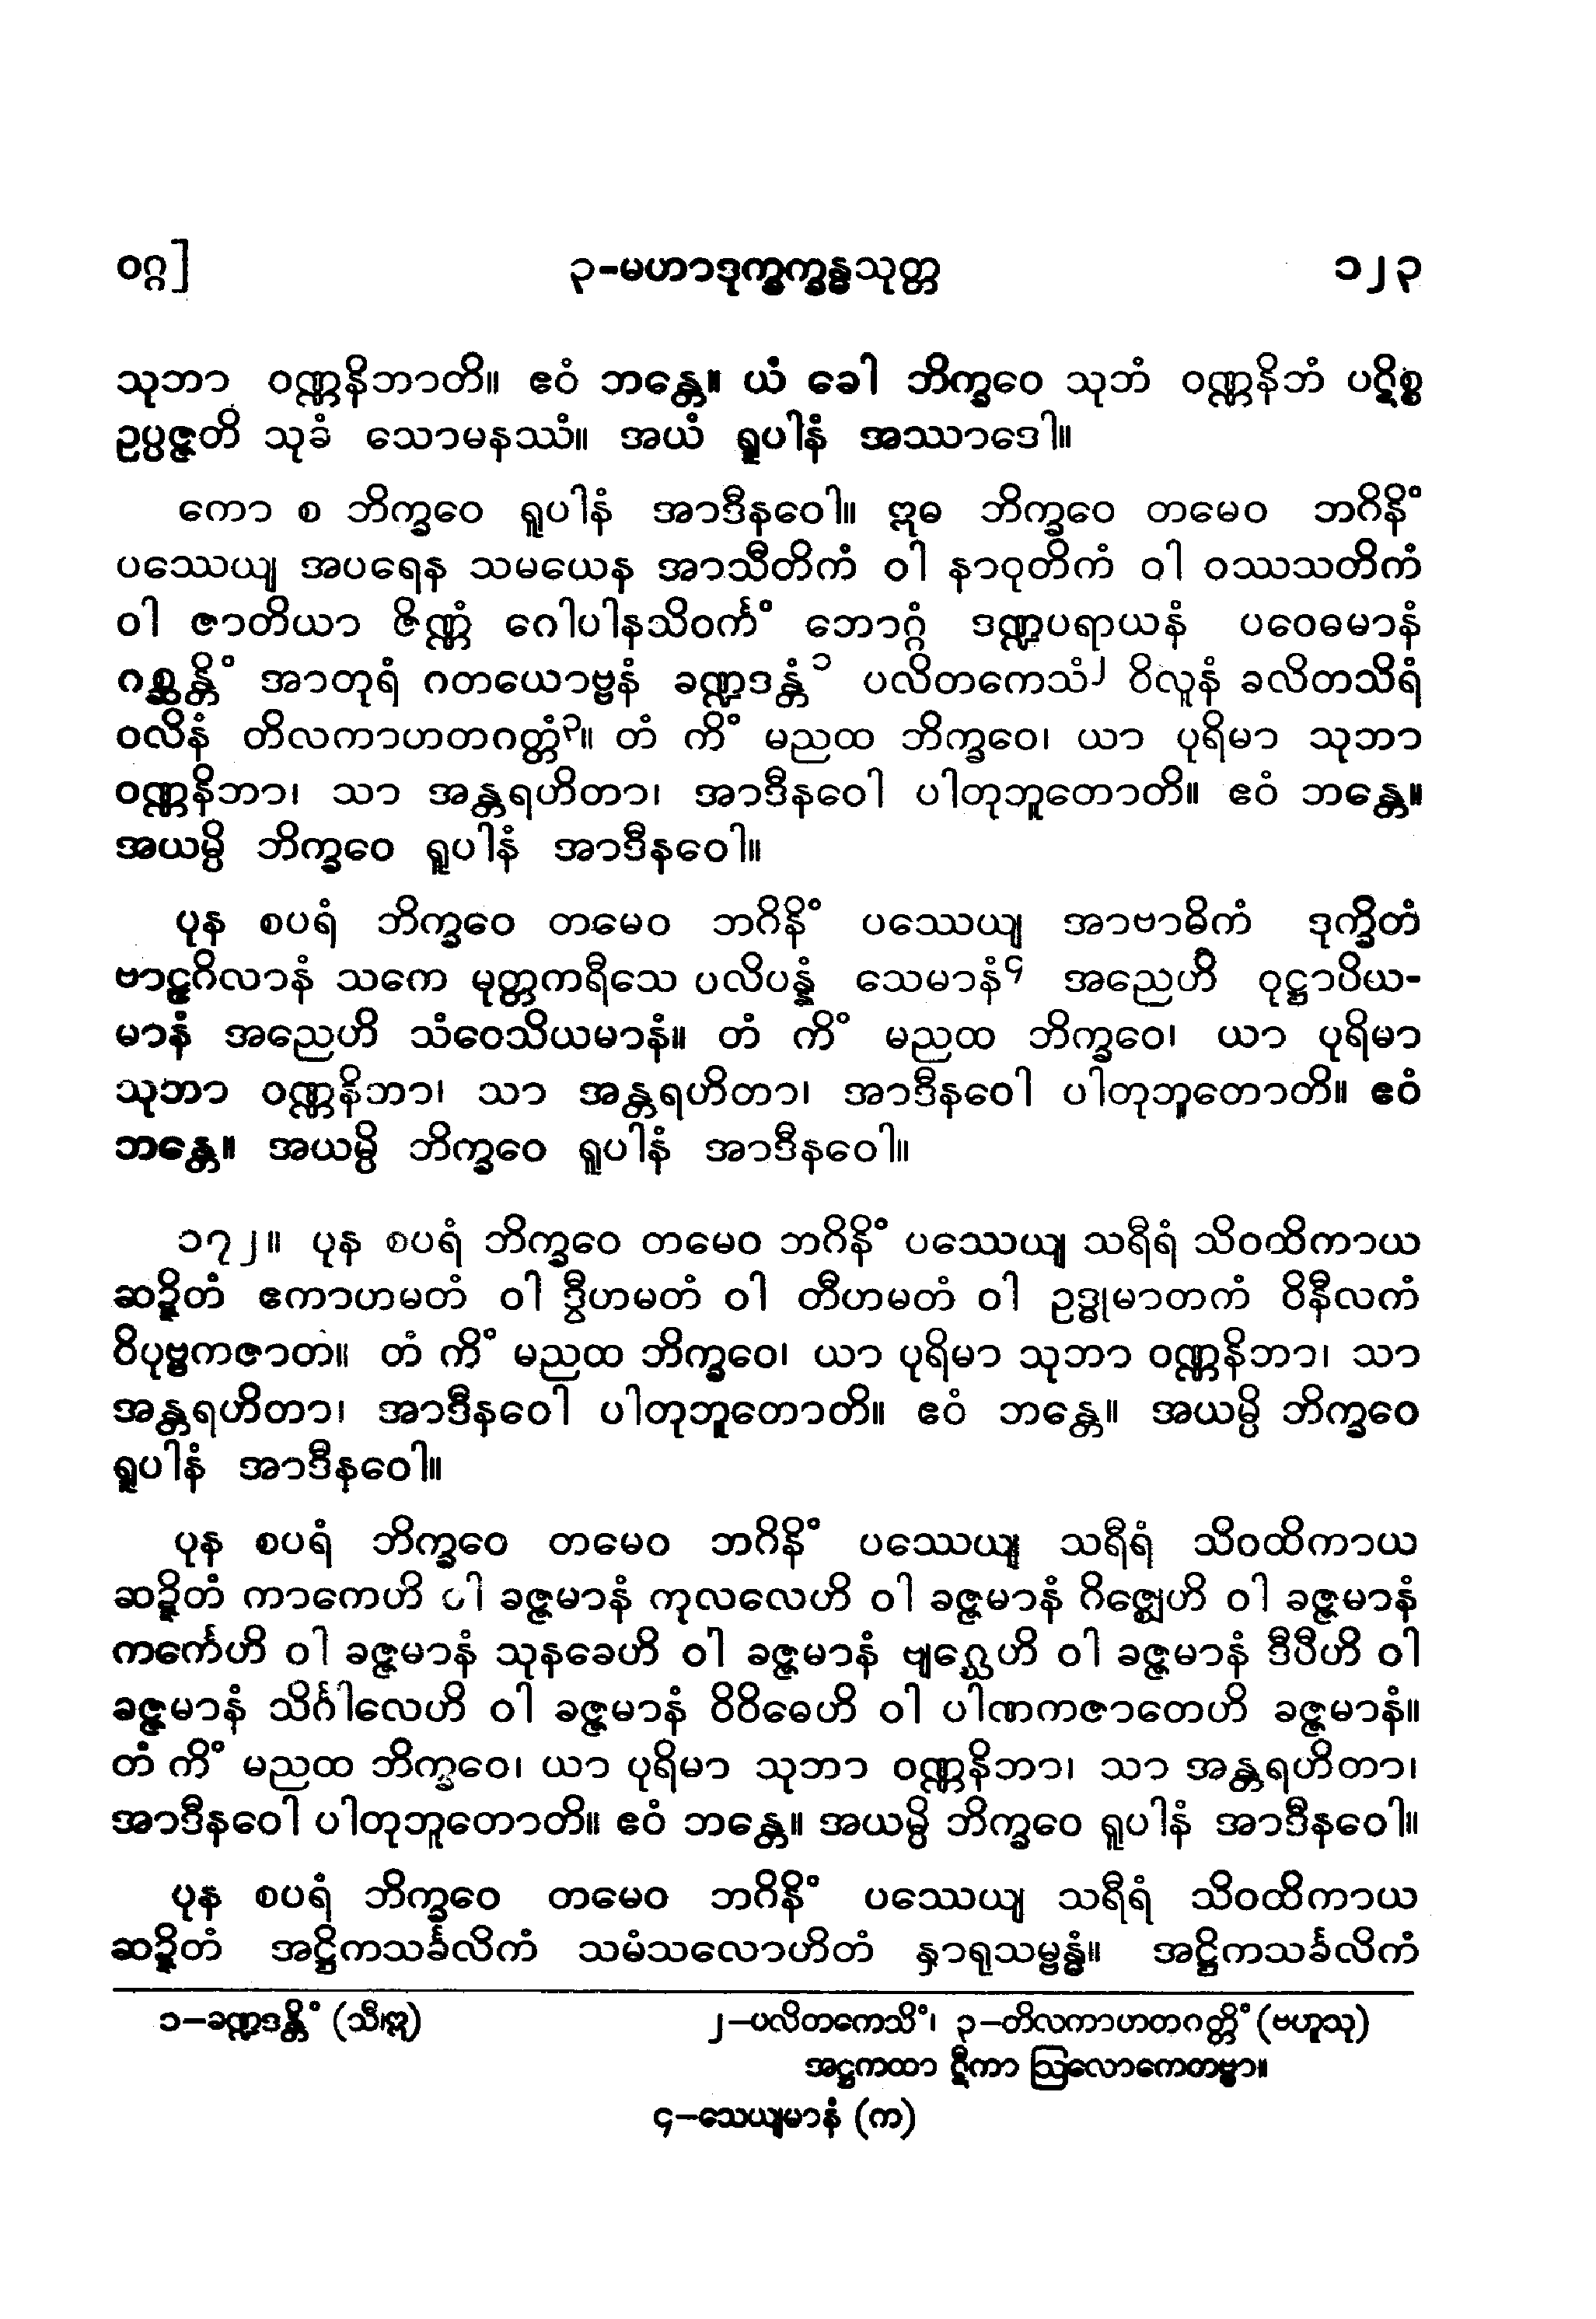 ဝဂ္ဂ] ၃-မဟာဒုက္ခက္ခန္ဓသုတ္တ ၁၂၃
သုဘာ ဝဏ္ဏနိဘာတိ။ ဧဝံ ဘန္တေ။ ယံ ခေါ ဘိက္ခဝေ သုဘံ ဝဏ္ဏနိဘံ ပဋိစ္စ
ဥပ္ပဇ္ဇတိ သုခံ သောမနဿံ။ အယံ ရူပါနံ အဿာဒေါ။
ကော စ ဘိက္ခဝေ ရူပါနံ အာဒီနဝေါ။ ဣဓ ဘိက္ခဝေ တမေဝ ဘဂိနိံ
ပဿေယျ အပရေန သမယေန အာသီတိကံ ဝါ နာဝုတိကံ ဝါ ဝဿသတိကံ
ဝါ ဇာတိယာ ဇိဏ္ဏံ ဂေါပါနသိဝင်္ကံ ဘောဂ္ဂံ ဒဏ္ဍပရာယနံ ပဝေဓမာနံ
ဂစ္ဆန္တိံ အာတုရံ ဂတယောဗ္ဗနံ ခဏ္ဍဒန္တံ၁ ပလိတကေသံ၂ ဝိလူနံ ခလိတသိရံ
ဝလိနံ တိလကာဟတဂတ္တံ၃။ တံ ကိံ မညထ ဘိက္ခဝေ၊ ယာ ပုရိမာ သုဘာ
ဝဏ္ဏနိဘာ၊ သာ အန္တရဟိတာ၊ အာဒီနဝေါ ပါတုဘူတောတိ။ ဧဝံ ဘန္တေ။
အယမ္ပိ ဘိက္ခဝေ ရူပါနံ အာဒီနဝေါ။
ပုန စပရံ ဘိက္ခဝေ တမေဝ ဘဂိနိံ ပဿေယျ အာဗာဓိကံ ဒုက္ခိတံ
ဗာဠှဂိလာနံ သကေ မုတ္တကရီသေ ပလိပန္နံ သေမာနံ၄ အညေဟိ ဝုဋ္ဌာပိယ-
မာနံ အညေဟိ သံဝေသိယမာနံ။ တံ ကိံ မညထ ဘိက္ခဝေ၊ ယာ ပုရိမာ
သုဘာ ဝဏ္ဏနိဘာ၊ သာ အန္တရဟိတာ၊ အာဒီနဝေါ ပါတုဘူတောတိ။ ဧဝံ
ဘန္တေ။ အယမ္ပိ ဘိက္ခဝေ ရူပါနံ အာဒီနဝေါ။
၁၇၂။ ပုန စပရံ ဘိက္ခဝေ တမေဝ ဘဂိနိံ ပဿေယျ သရီရံ သိဝထိကာယ
ဆဍ္ဍိတံ ဧကာဟမတံ ဝါ ဒွီဟမတံ ဝါ တီဟမတံ ဝါ ဥဒ္ဓုမာတကံ ဝိနီလကံ
ဝိပုဗ္ဗကဇာတံ။ တံ ကိံ မညထ ဘိက္ခဝေ၊ ယာ ပုရိမာ သုဘာ ဝဏ္ဏနိဘာ၊ သာ
အန္တရဟိတာ၊ အာဒီနဝေါ ပါတုဘူတောတိ။ ဧဝံ ဘန္တေ။ အယမ္ပိ ဘိက္ခဝေ
ရူပါနံ အာဒီနဝေါ။
ပုန စပရံ ဘိက္ခဝေ တမေဝ ဘဂိနိံ ပဿေယျ သရီရံ သိဝထိကာယ
ဆဍ္ဍိတံ ကာကေဟိ ဝါ ခဇ္ဇမာနံ ကုလလေဟိ ဝါ ခဇ္ဇမာနံ ဂိဇ္ဈေဟိ ဝါ ခဇ္ဇမာနံ
ကင်္ကေဟိ ဝါ ခဇ္ဇမာနံ သုနခေဟိ ဝါ ခဇ္ဇမာနံ ဗျဂ္ဃေဟိ ဝါ ခဇ္ဇမာနံ ဒီပီဟိ ဝါ
ခဇ္ဇမာနံ သိင်္ဂါလေဟိ ဝါ ခဇ္ဇမာနံ ဝိဝိဓေဟိ ဝါ ပါဏကဇာတေဟိ ခဇ္ဇမာနံ။
တံ ကိံ မညထ ဘိက္ခဝေ၊ ယာ ပုရိမာ သုဘာ ဝဏ္ဏနိဘာ၊ သာ အန္တရဟိတာ၊
အာဒီနဝေါ ပါတုဘူတောတိ။ ဧဝံ ဘန္တေ။ အယမ္ပိ ဘိက္ခဝေ ရူပါနံ အာဒီနဝေါ။
ပုန စပရံ ဘိက္ခဝေ တမေဝ ဘဂိနိံ ပဿေယျ သရီရံ သိဝထိကာယ
ဆဍ္ဍိတံ အဋ္ဌိကသင်္ခလိကံ သမံသလောဟိတံ နှာရုသမ္ဗန္ဓံ။ အဋ္ဌိကသင်္ခလိကံ
၁-ခဏ္ဍဒန္တိံ (သီ၊ဣ) ၂-ပလိတကေသိံ၊ ၃-တိလကာဟတဂတ္တိံ (ဗဟူသု)
အဋ္ဌကထာ ဋီကာ ဩလောကေတဗ္ဗာ။
၄-သေယျမာနံ (က)